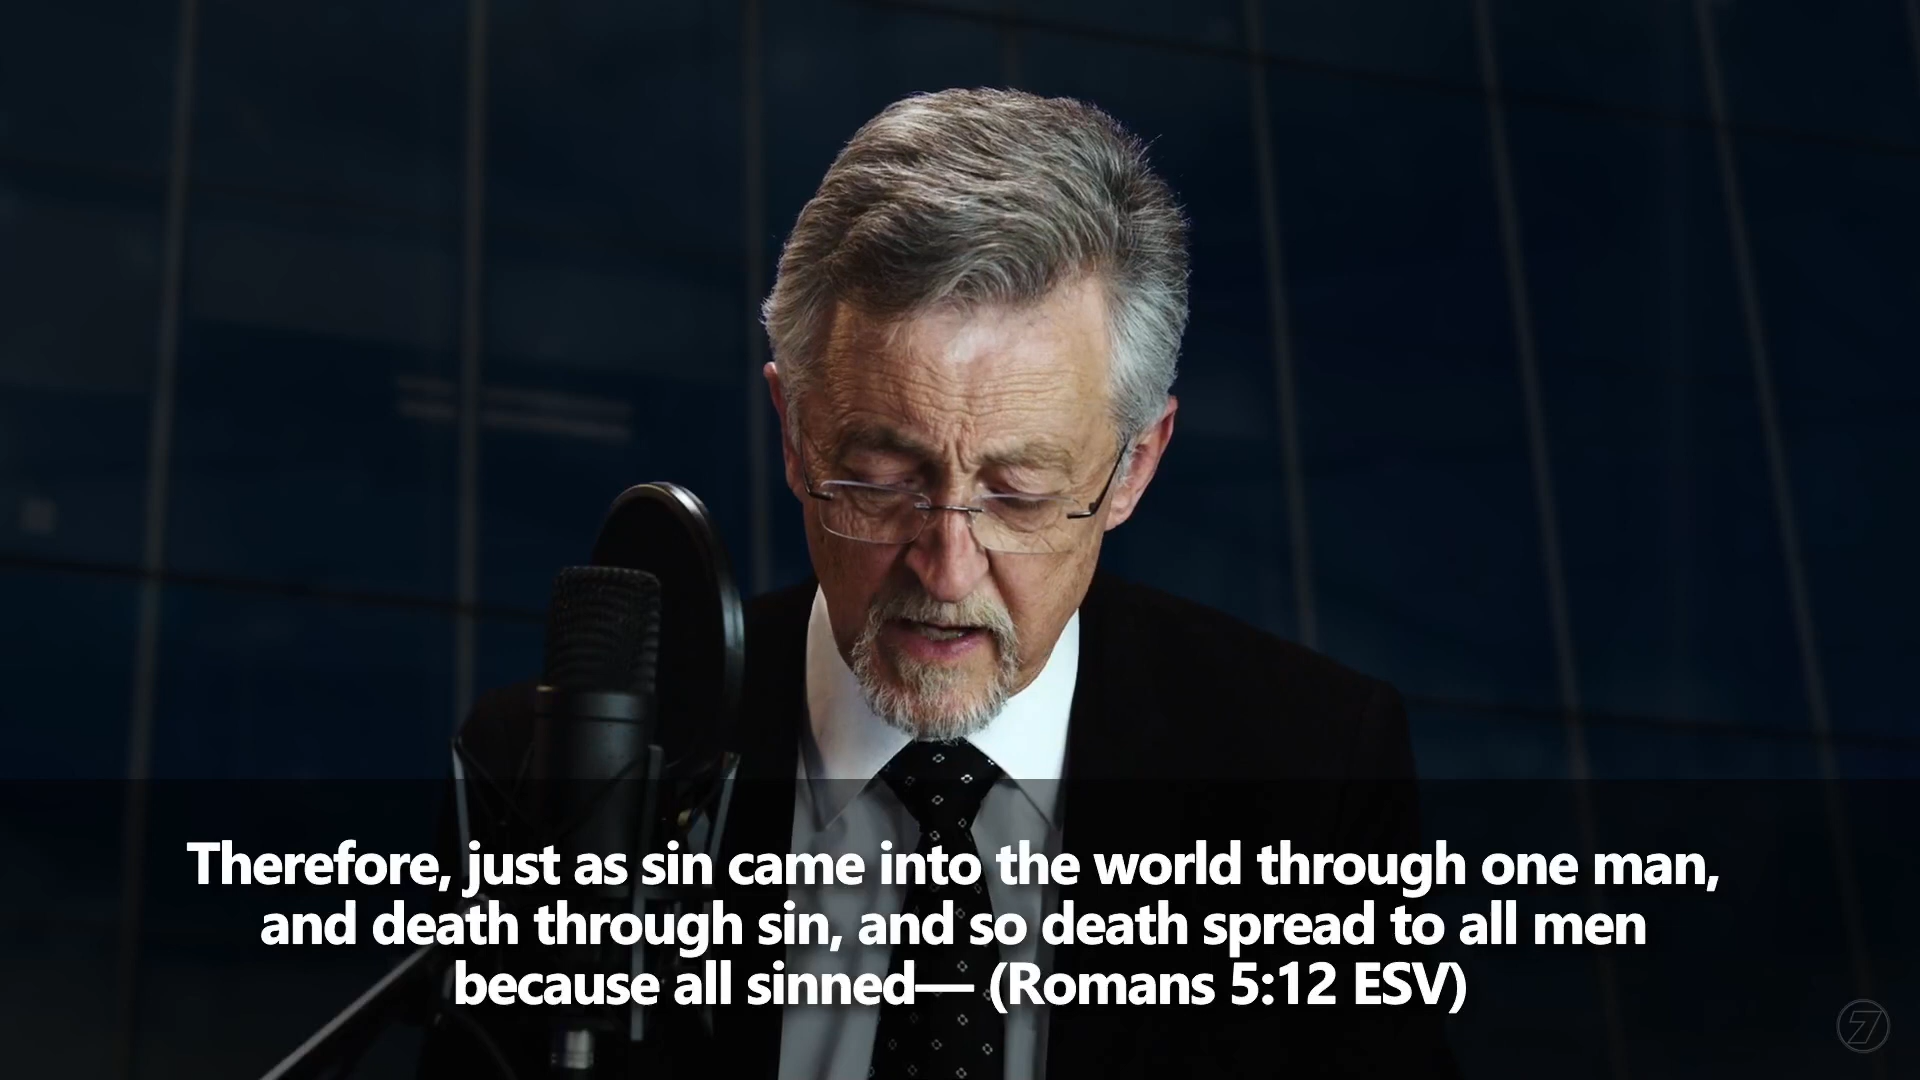 Therefore, just as sin came into the world through one man,
and death through sin, and so death spread to all men
because all sinned— (Romans 5:12 ESV)